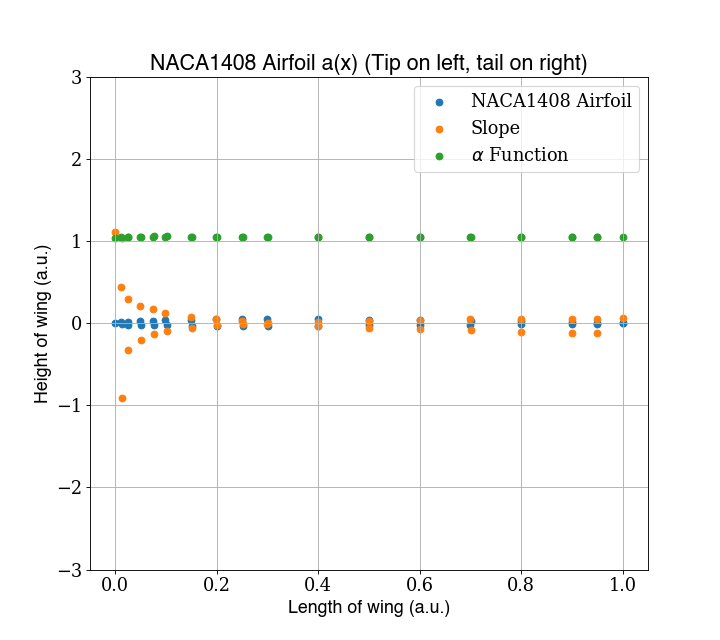 NACA1408 Airfoil a(x) (Tip on left, tail on right)
NACA1408 Airfoil
Slope
α Function
Height of wing (a.u.)
3
2
1
0
−1
−2
−3
0.0 0.2 0.4 0.6 0.8 1.0
Length of wing (a.u.)